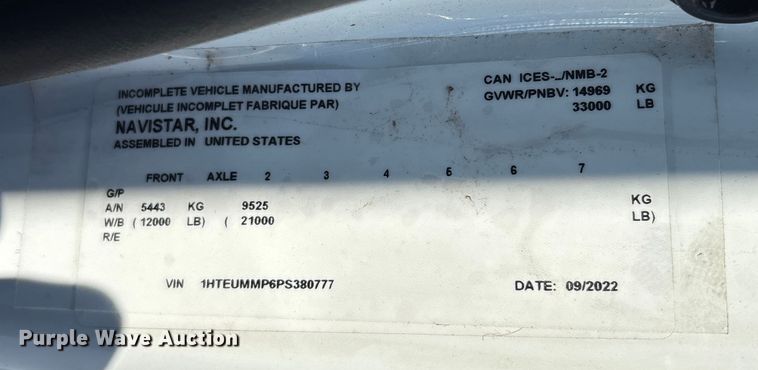 INCOMPLETE VEHICLE MANUFACTURED BY
(VEHICULE INCOMPLET FABRIQUE PAR)
NAVISTAR, INC.
ASSEMBLED IN UNITED STATES
CAN ICES-_/NMB-2
GVWR/PNBV: 14969 KG
33000 LB
FRONT AXLE 2 3 4 5 6 7
G/P
A/N 5443 KG 9525 KG
W/B ( 12000 LB) ( 21000 LB)
R/E
VIN 1HTEUMMP6PS380777 DATE: 09/2022
Purple Wave Auction